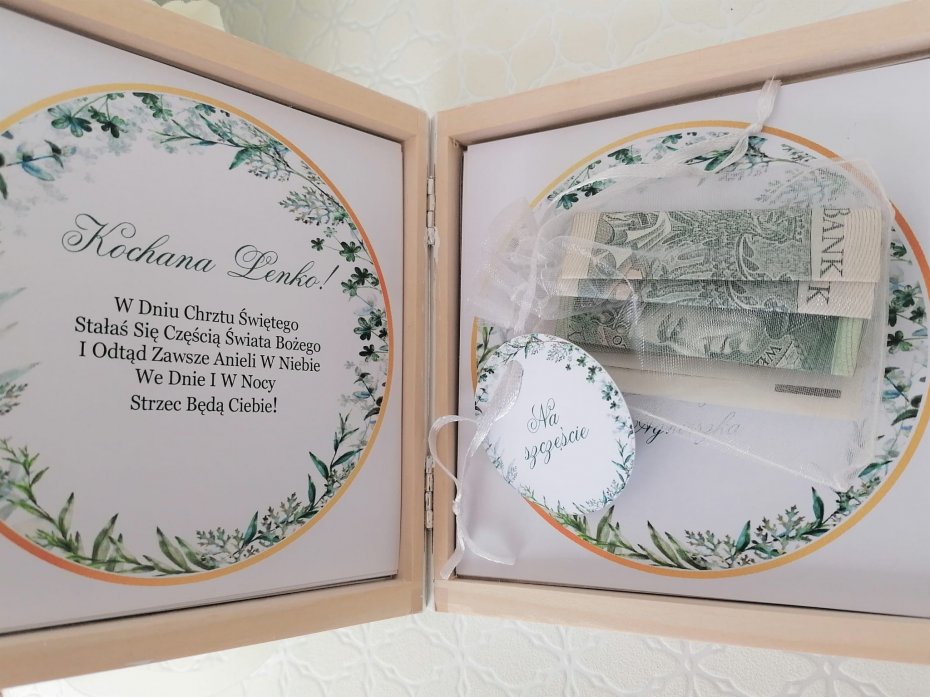 Kochana Lenko!
W Dniu Chrztu Świętego
Stałaś Się Częścią Świata Bożego
I Odtąd Zawsze Anieli W Niebie
We Dnie I W Nocy
Strzec Będą Ciebie!
BANK
Na
szczęście